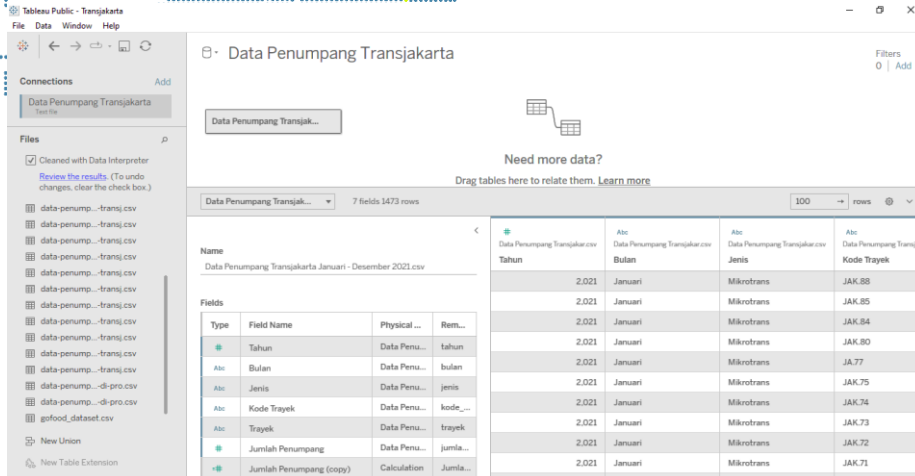 Tableau Public - Transjakarta
File Data Window Help
Connections Add
Data Penumpang Transjakarta
Text file
Files
Cleaned with Data Interpreter
Review the results. (To undo
changes, clear the check box.)
data-penump...-transj.csv
data-penump...-transj.csv
data-penump...-transj.csv
data-penump...-transj.csv
data-penump...-transj.csv
data-penump...-transj.csv
data-penump...-transj.csv
data-penump...-transj.csv
data-penump...-transj.csv
data-penump...-transj.csv
data-penump...-transj.csv
data-penump...-di-pro.csv
data-penump...-di-pro.csv
gofood_dataset.csv
New Union
New Table Extension
Data Penumpang Transjakarta
Filters
0 | Add
Data Penumpang Transjak...
Need more data?
Drag tables here to relate them. Learn more
Data Penumpang Transjak... 7 fields 1473 rows 100 → rows
Name
Data Penumpang Transjakarta Januari - Desember 2021.csv
Fields
Type Field Name Physical ... Rem...
# Tahun Data Penu... tahun
Abc Bulan Data Penu... bulan
Abc Jenis Data Penu... jenis
Abc Kode Trayek Data Penu... kode_...
Abc Trayek Data Penu... trayek
# Jumlah Penumpang Data Penu... jumla...
=# Jumlah Penumpang (copy) Calculation Jumla...
# Abc Abc Abc
Data Penumpang Transjakar.csv Data Penumpang Transjakar.csv Data Penumpang Transjakar.csv Data Penumpang Trans
Tahun Bulan Jenis Kode Trayek
2,021 Januari Mikrotrans JAK.88
2,021 Januari Mikrotrans JAK.85
2,021 Januari Mikrotrans JAK.84
2,021 Januari Mikrotrans JAK.80
2,021 Januari Mikrotrans JA.77
2,021 Januari Mikrotrans JAK.75
2,021 Januari Mikrotrans JAK.74
2,021 Januari Mikrotrans JAK.73
2,021 Januari Mikrotrans JAK.72
2,021 Januari Mikrotrans JAK.71